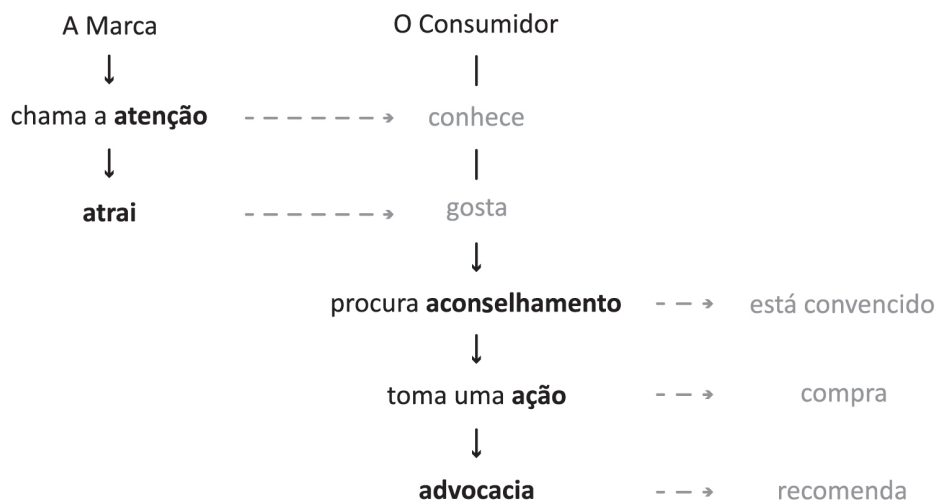 A Marca
O Consumidor
chama a atenção
conhece
atrai
gosta
procura aconselhamento
está convencido
toma uma ação
compra
advocacia
recomenda